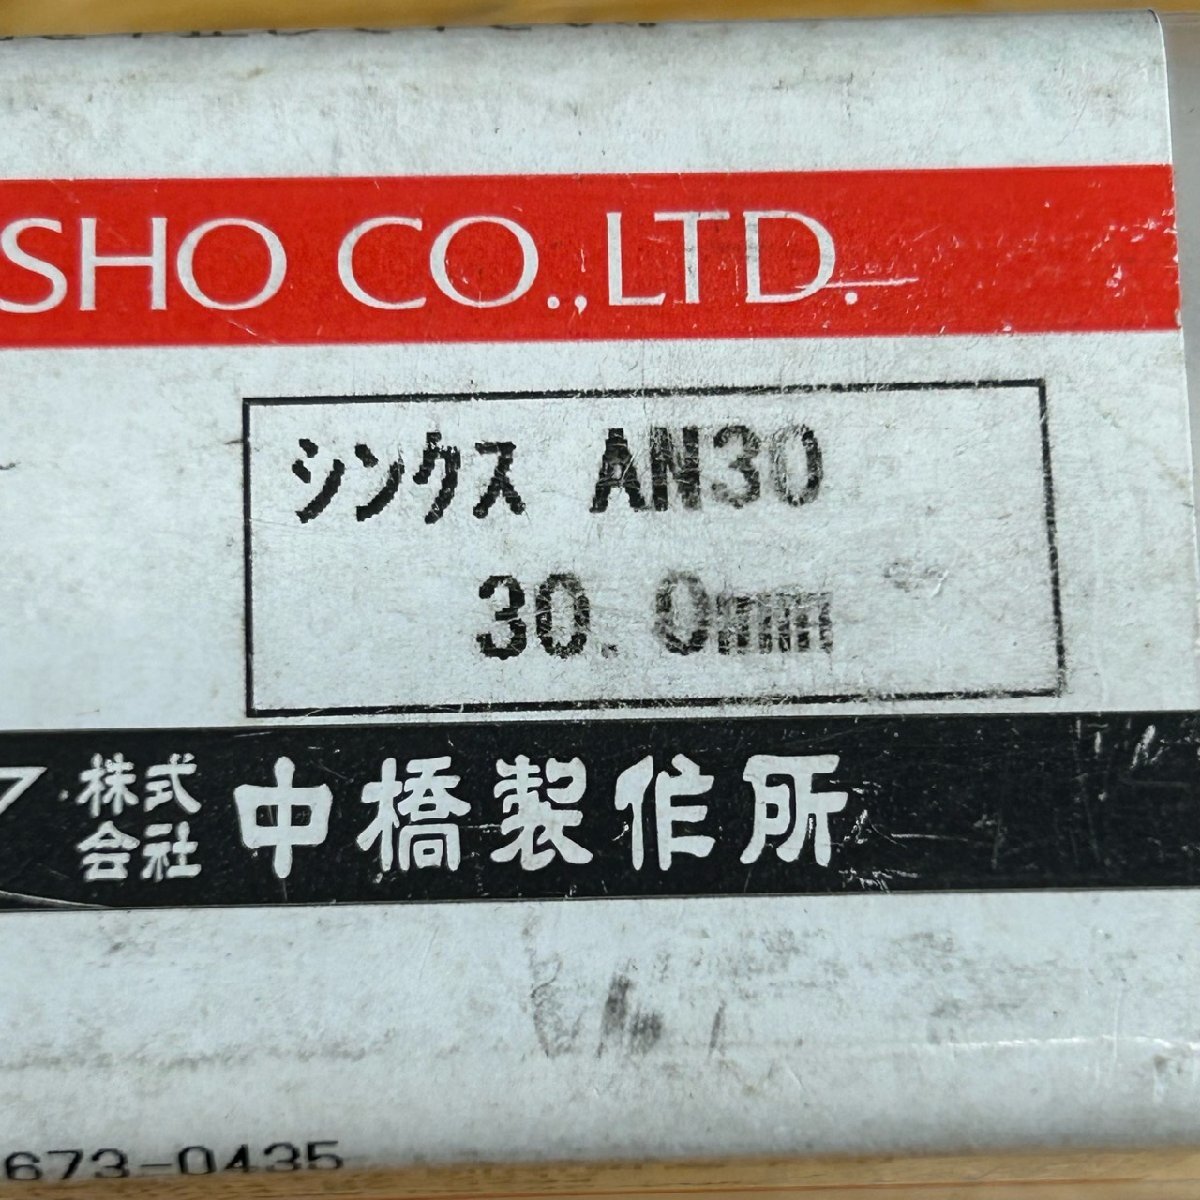 SHO CO.,LTD.
シンクス AN30
30.0mm
株式会社 中橋製作所
673-0435